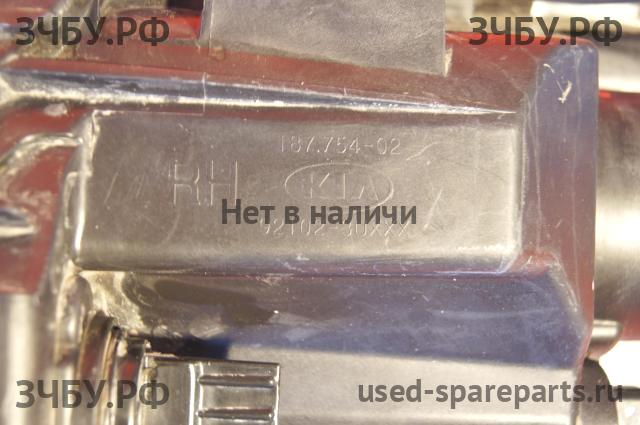 ЗЧБУ.РФ ЗЧБУ.РФ
187.754-02
RH KIA
Нет в наличи
92102-3UXXX
ЗЧБУ.РФ used-spareparts.ru